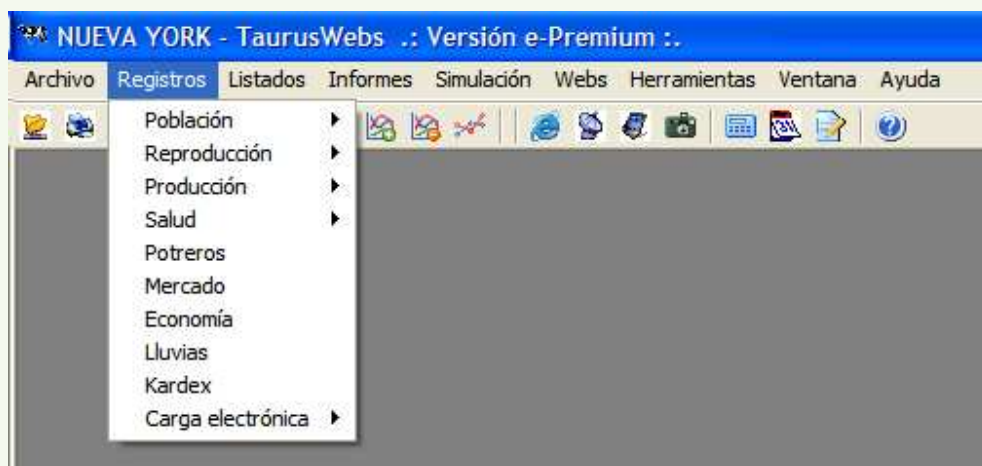 NUEVA YORK - TaurusWebs .: Versión e-Premium :.
Archivo Registros Listados Informes Simulación Webs Herramientas Ventana Ayuda
Población
Reproducción
Producción
Salud
Potreros
Mercado
Economía
Lluvias
Kardex
Carga electrónica